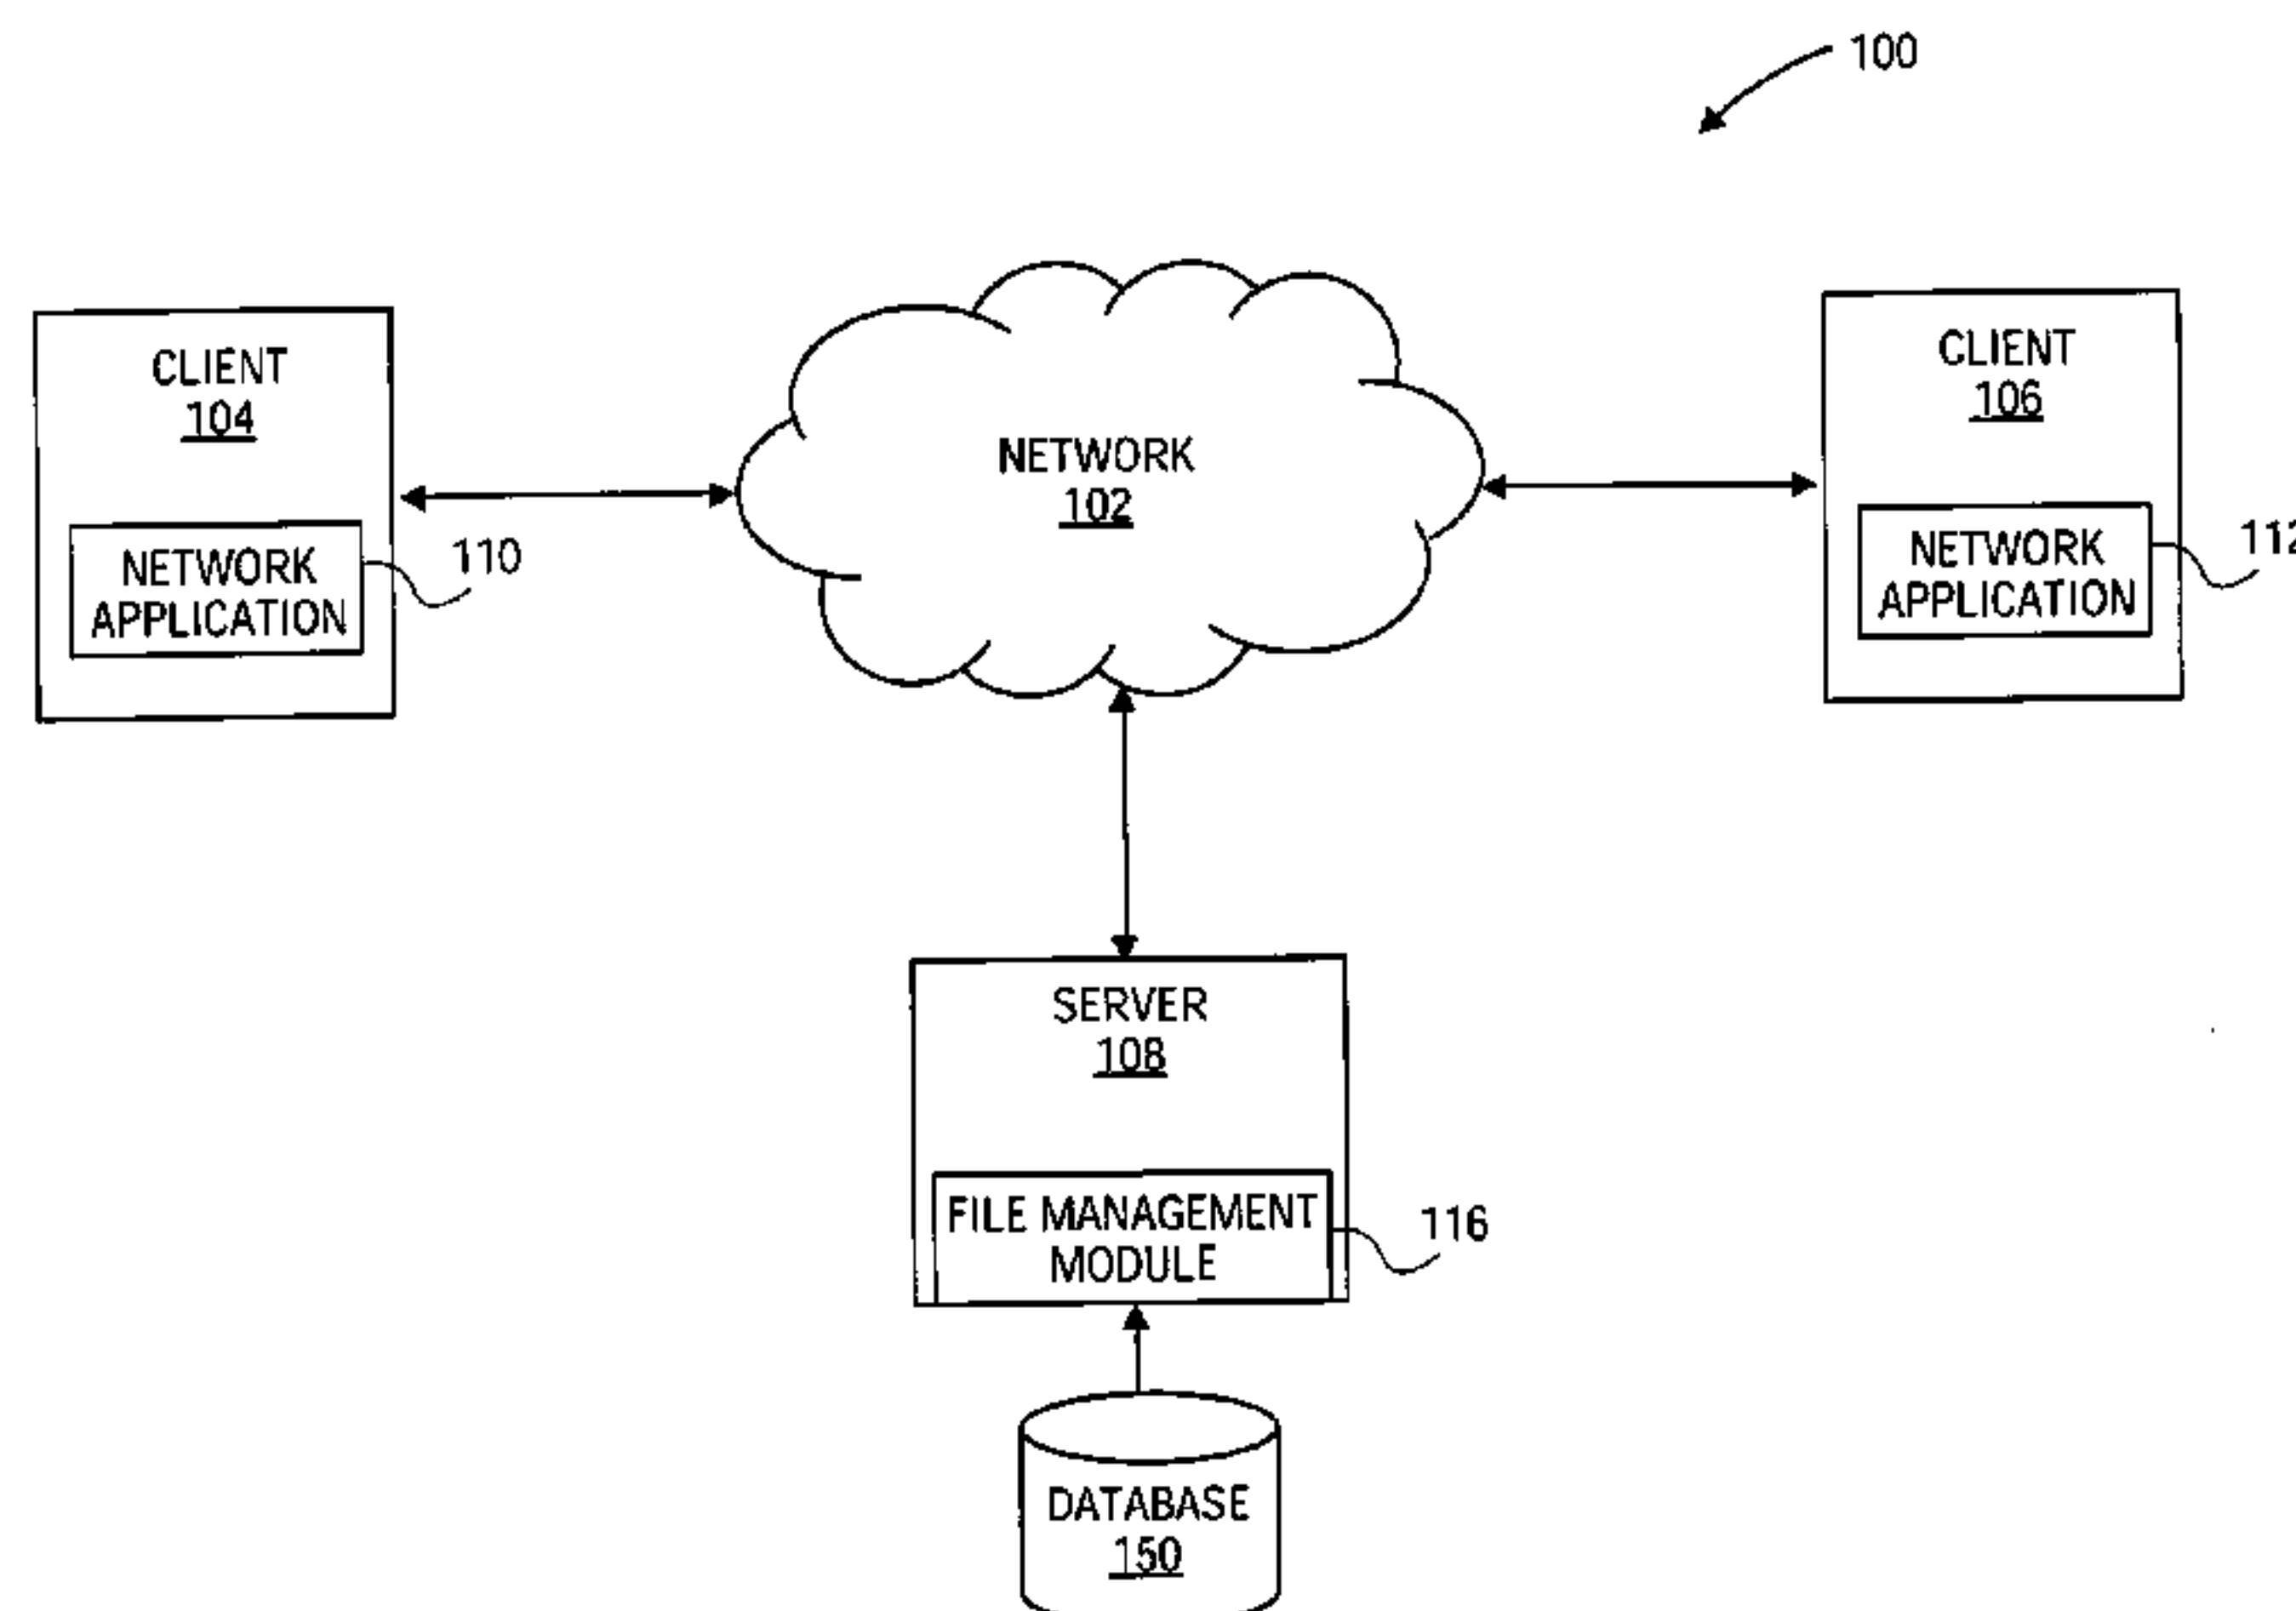 100
CLIENT
104
NETWORK
APPLICATION
110
NETWORK
102
CLIENT
106
NETWORK
APPLICATION
112
SERVER
108
FILE MANAGEMENT
MODULE
116
DATABASE
150